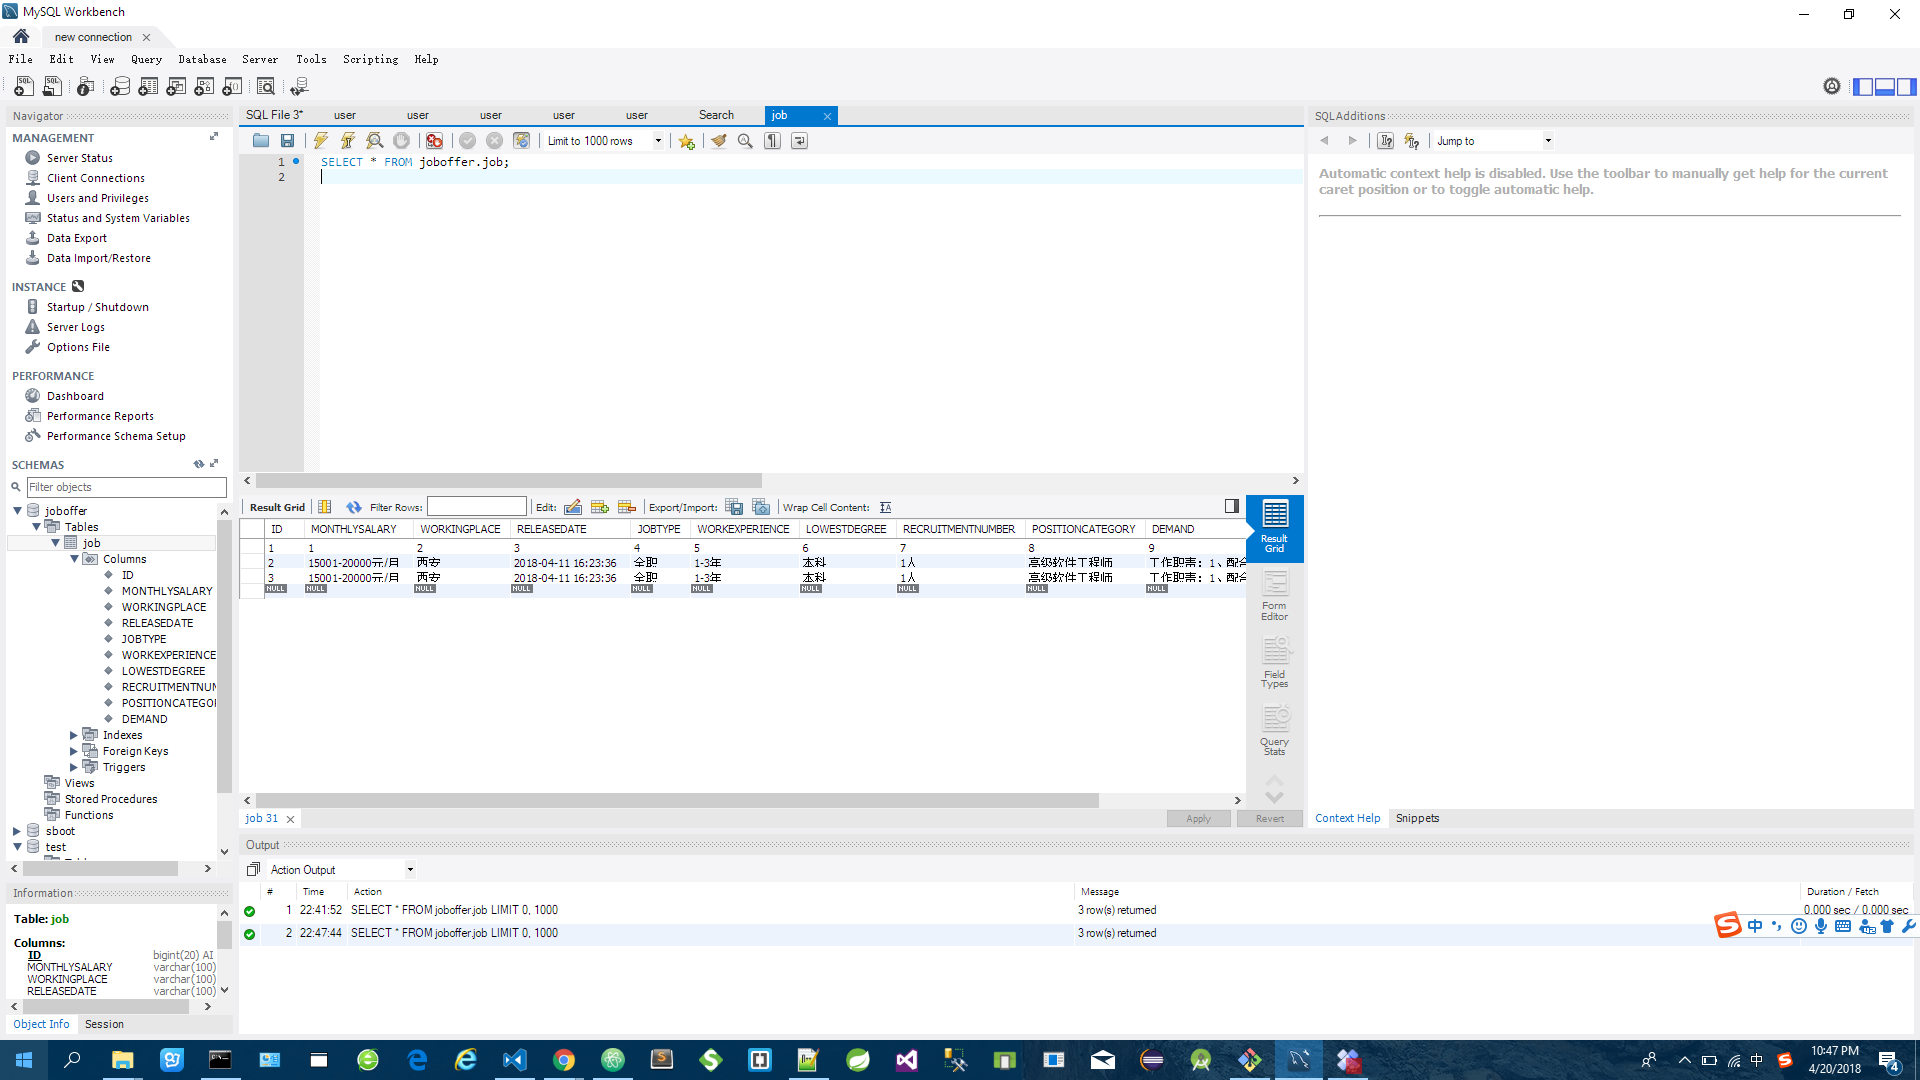 MySQL Workbench
new connection
File Edit View Query Database Server Tools Scripting Help
Navigator
MANAGEMENT
Server Status
Client Connections
Users and Privileges
Status and System Variables
Data Export
Data Import/Restore
INSTANCE
Startup / Shutdown
Server Logs
Options File
PERFORMANCE
Dashboard
Performance Reports
Performance Schema Setup
SCHEMAS
Filter objects
joboffer
Tables
job
Columns
ID
MONTHLYSALARY
WORKINGPLACE
RELEASEDATE
JOBTYPE
WORKEXPERIENCE
LOWESTDEGREE
RECRUITMENTNUM
POSITIONCATEGO
DEMAND
Indexes
Foreign Keys
Triggers
Views
Stored Procedures
Functions
sboot
test
Information
Table: job
Columns:
ID bigint(20) AI
MONTHLYSALARY varchar(100)
WORKINGPLACE varchar(100)
RELEASEDATE varchar(100)
Object Info Session
SQL File 3* user user user user user Search job
Limit to 1000 rows
1 SELECT * FROM joboffer.job;
2
Result Grid Filter Rows: Edit: Export/Import: Wrap Cell Content:
ID MONTHLYSALARY WORKINGPLACE RELEASEDATE JOBTYPE WORKEXPERIENCE LOWESTDEGREE RECRUITMENTNUMBER POSITIONCATEGORY DEMAND
1 1 2 3 4 5 6 7 8 9
2 15001-20000元/月 西安 2018-04-11 16:23:36 全职 1-3年 本科 1人 高级软件工程师 工作职责：1、配合
3 15001-20000元/月 西安 2018-04-11 16:23:36 全职 1-3年 本科 1人 高级软件工程师 工作职责：1、配合
NULL NULL NULL NULL NULL NULL NULL NULL NULL NULL
Result Grid
Form Editor
Field Types
Query Stats
job 31 Apply Revert
SQLAdditions
Jump to
Automatic context help is disabled. Use the toolbar to manually get help for the current
caret position or to toggle automatic help.
Context Help Snippets
Output
Action Output
# Time Action Message Duration / Fetch
1 22:41:52 SELECT * FROM joboffer.job LIMIT 0, 1000 3 row(s) returned 0.000 sec / 0.000 sec
2 22:47:44 SELECT * FROM joboffer.job LIMIT 0, 1000 3 row(s) returned
中
中
10:47 PM
4/20/2018
4